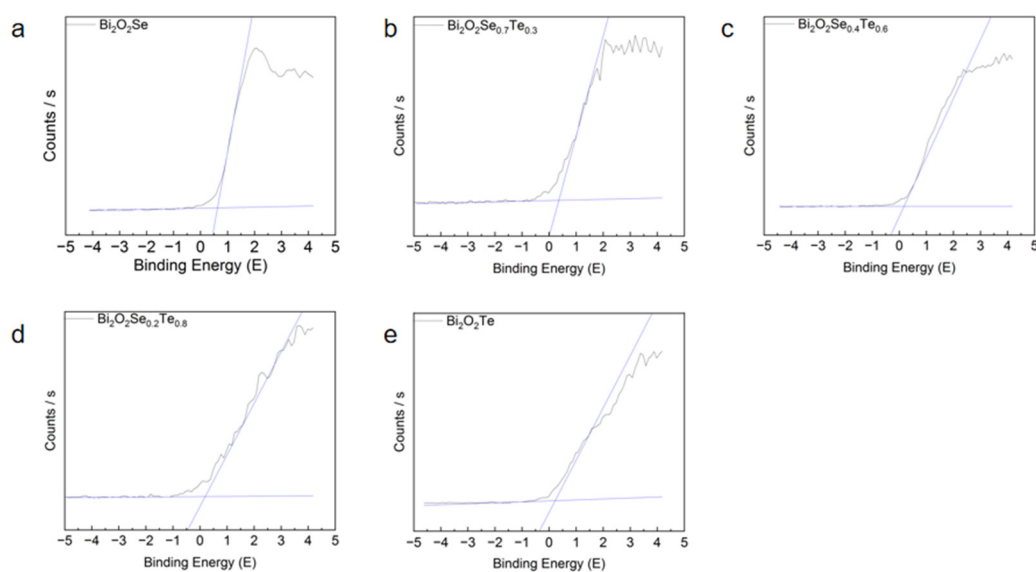 a
Bi₂O₂Se
Counts / s
−5 −4 −3 −2 −1 0 1 2 3 4 5
Binding Energy (E)
b
Bi₂O₂Se₀.₇Te₀.₃
Counts / s
−5 −4 −3 −2 −1 0 1 2 3 4 5
Binding Energy (E)
c
Bi₂O₂Se₀.₄Te₀.₆
Counts / s
−5 −4 −3 −2 −1 0 1 2 3 4 5
Binding Energy (E)
d
Bi₂O₂Se₀.₂Te₀.₈
Counts / s
−5 −4 −3 −2 −1 0 1 2 3 4 5
Binding Energy (E)
e
Bi₂O₂Te
Counts / s
−5 −4 −3 −2 −1 0 1 2 3 4 5
Binding Energy (E)